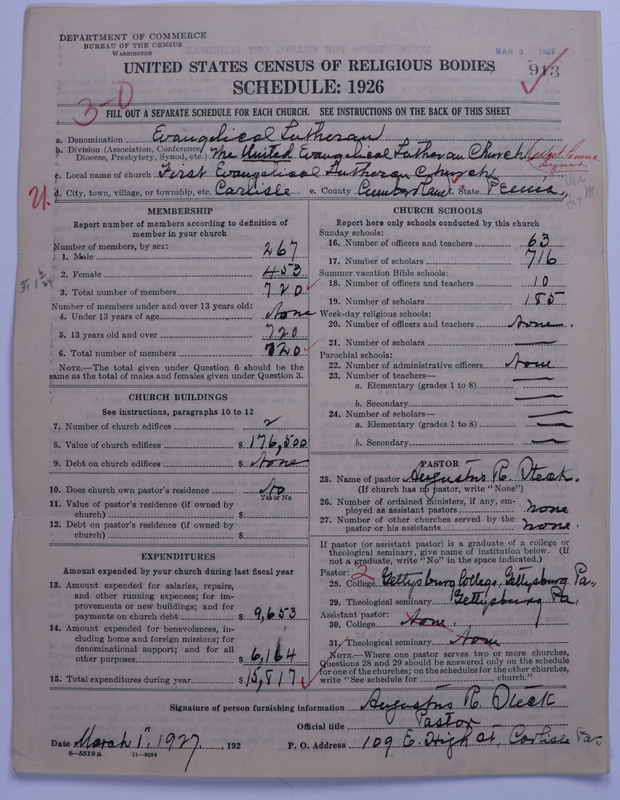 DEPARTMENT OF COMMERCE
BUREAU OF THE CENSUS
WASHINGTON
MAR 3 1927
913
UNITED STATES CENSUS OF RELIGIOUS BODIES
SCHEDULE: 1926
3-0
FILL OUT A SEPARATE SCHEDULE FOR EACH CHURCH. SEE INSTRUCTIONS ON THE BACK OF THIS SHEET
a. Denomination Evangelical Lutheran
b. Division (Association, Conference, Diocese, Presbytery, Synod, etc.) The United Evangelical Lutheran Church
c. Local name of church First Evangelical Lutheran Church
d. City, town, village, or township, etc. Carlisle e. County Cumberland f. State Penna.
MEMBERSHIP
Report number of members according to definition of
member in your church
Number of members, by sex:
1. Male 267
2. Female 453
3. Total number of members 720
Number of members under and over 13 years old:
4. Under 13 years of age None
5. 13 years old and over 720
6. Total number of members 720
NOTE.—The total given under Question 6 should be
same as the total of males and females given under Question 3.
CHURCH BUILDINGS
See instructions, paragraphs 10 to 12
7. Number of church edifices 2
8. Value of church edifices $ 176,500
9. Debt on church edifices $ None
10. Does church own pastor's residence No
Yes or No
11. Value of pastor's residence (if owned by
church) $
12. Debt on pastor's residence (if owned by
church) $
EXPENDITURES
Amount expended by your church during last fiscal year
13. Amount expended for salaries, repairs,
and other running expenses; for im-
provements or new buildings; and for
payments on church debt $ 9,653
14. Amount expended for benevolences, in-
cluding home and foreign missions; for
denominational support; and for all
other purposes $ 6,164
15. Total expenditures during year $ 15,817
CHURCH SCHOOLS
Report here only schools conducted by this church
Sunday schools:
16. Number of officers and teachers 63
17. Number of scholars 716
Summer vacation Bible schools:
18. Number of officers and teachers 10
19. Number of scholars 185
Week-day religious schools:
20. Number of officers and teachers None.
21. Number of scholars —
Parochial schools:
22. Number of administrative officers None
23. Number of teachers—
a. Elementary (grades 1 to 8) —
b. Secondary —
24. Number of scholars—
a. Elementary (grades 1 to 8) —
b. Secondary —
PASTOR
25. Name of pastor Augustus R. Steck.
(If church has no pastor, write "None")
26. Number of ordained ministers, if any, em-
ployed as assistant pastors none
27. Number of other churches served by the
pastor or his assistants none.
If pastor (or assistant pastor) is a graduate of a college or
theological seminary, give name of institution below. (If
not a graduate, write "No" in the space indicated.)
Pastor: 2
28. College Gettysburg College, Gettysburg Pa.,
29. Theological seminary Gettysburg Pa.
Assistant pastor:
30. College None.
31. Theological seminary None
NOTE.—Where one pastor serves two or more churches,
Questions 28 and 29 should be answered only on the schedule
for one of the churches; on the schedules for the other churches,
write "See schedule for church."
Signature of person furnishing information Augustus R. Steck
Official title Pastor
Date March 1", 1927. 192 P. O. Address 109 E. High St, Carlisle Pa.,
8-5518a 11-9054